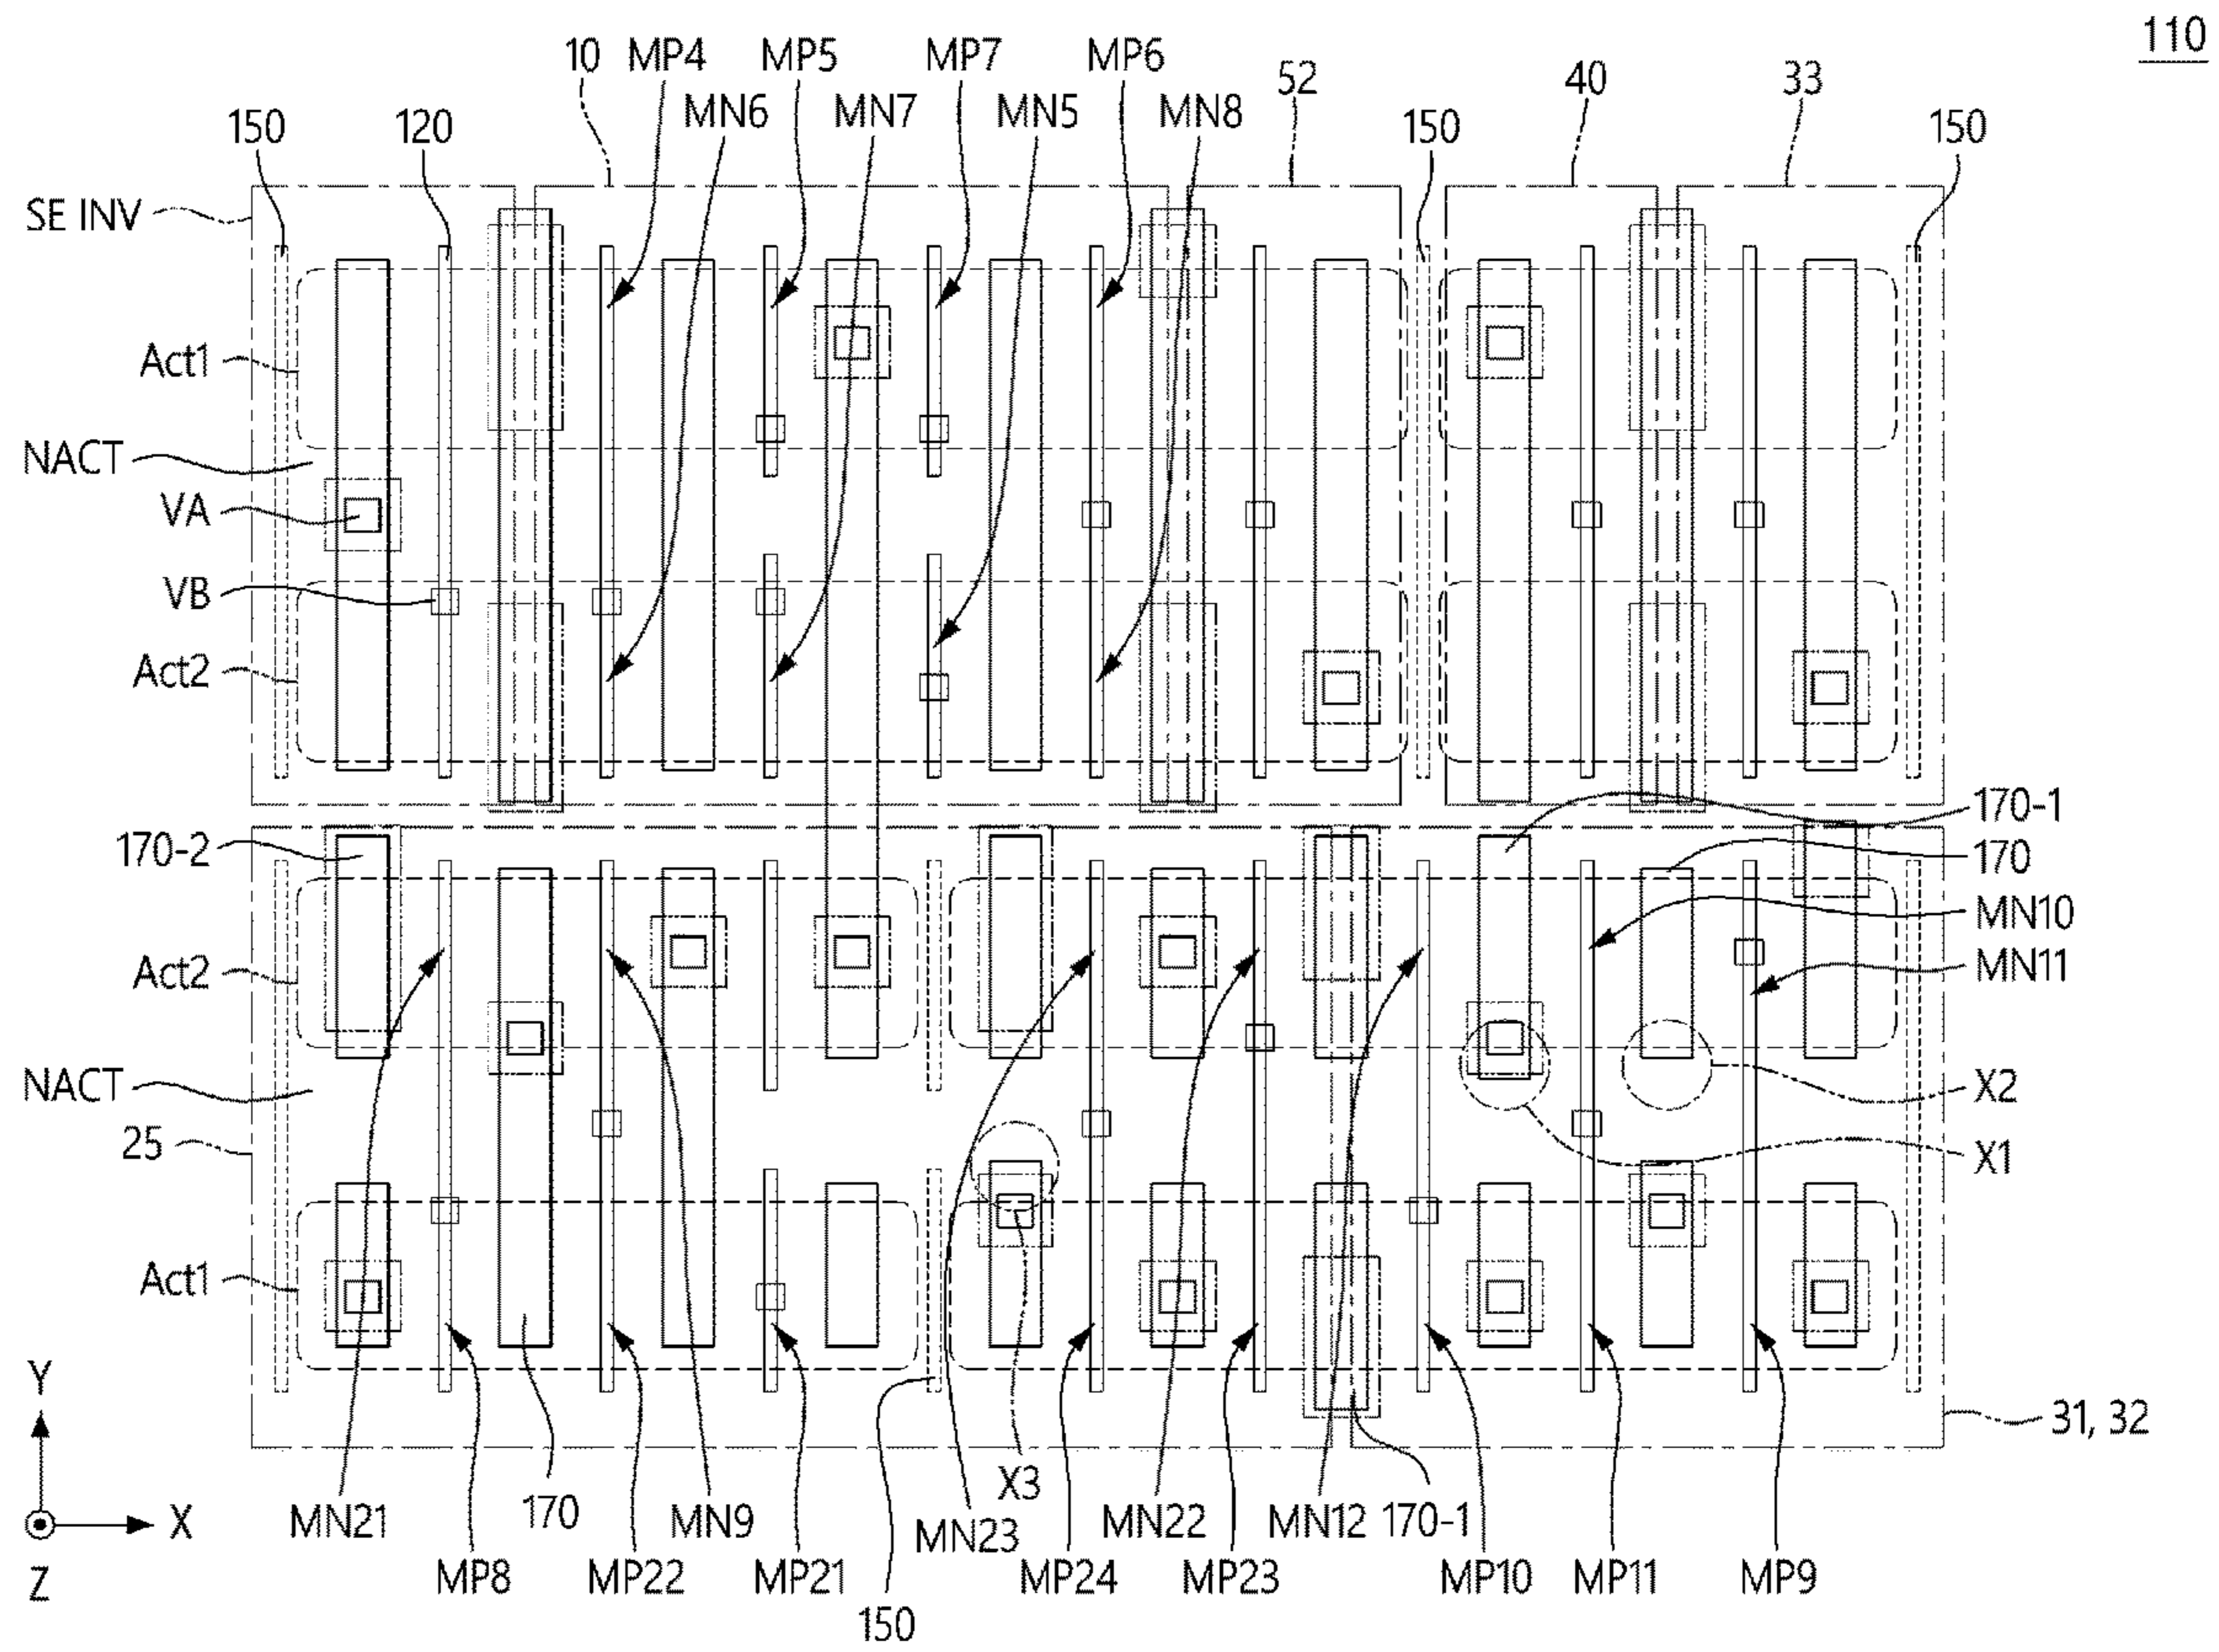 110
10 MP4 MP5 MP7 MP6 52 40 33
150 120 MN6 MN7 MN5 MN8 150 150
SE INV
Act1
NACT
VA
VB
Act2
170-1
170-2 170
MN10
Act2 MN11
NACT X2
25 X1
Act1
Y 31, 32
X3
X MN21 170 MN9 MN23 MN22 MN12 170-1
Z MP8 MP22 MP21 MP24 MP23 MP10 MP11 MP9
150